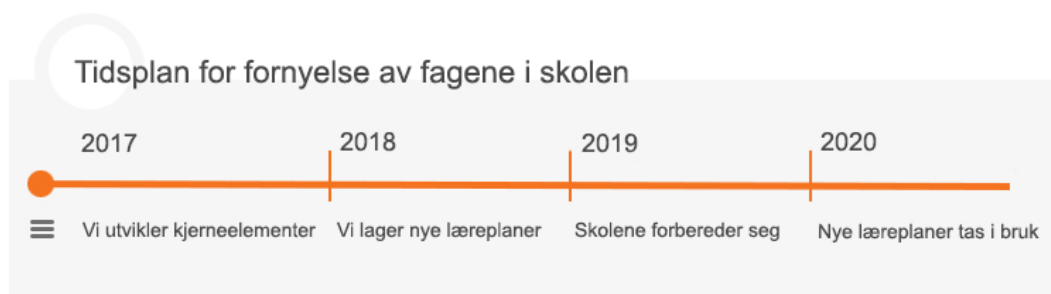 Tidsplan for fornyelse av fagene i skolen
2017 2018 2019 2020
Vi utvikler kjerneelementer Vi lager nye læreplaner Skolene forbereder seg Nye læreplaner tas i bruk